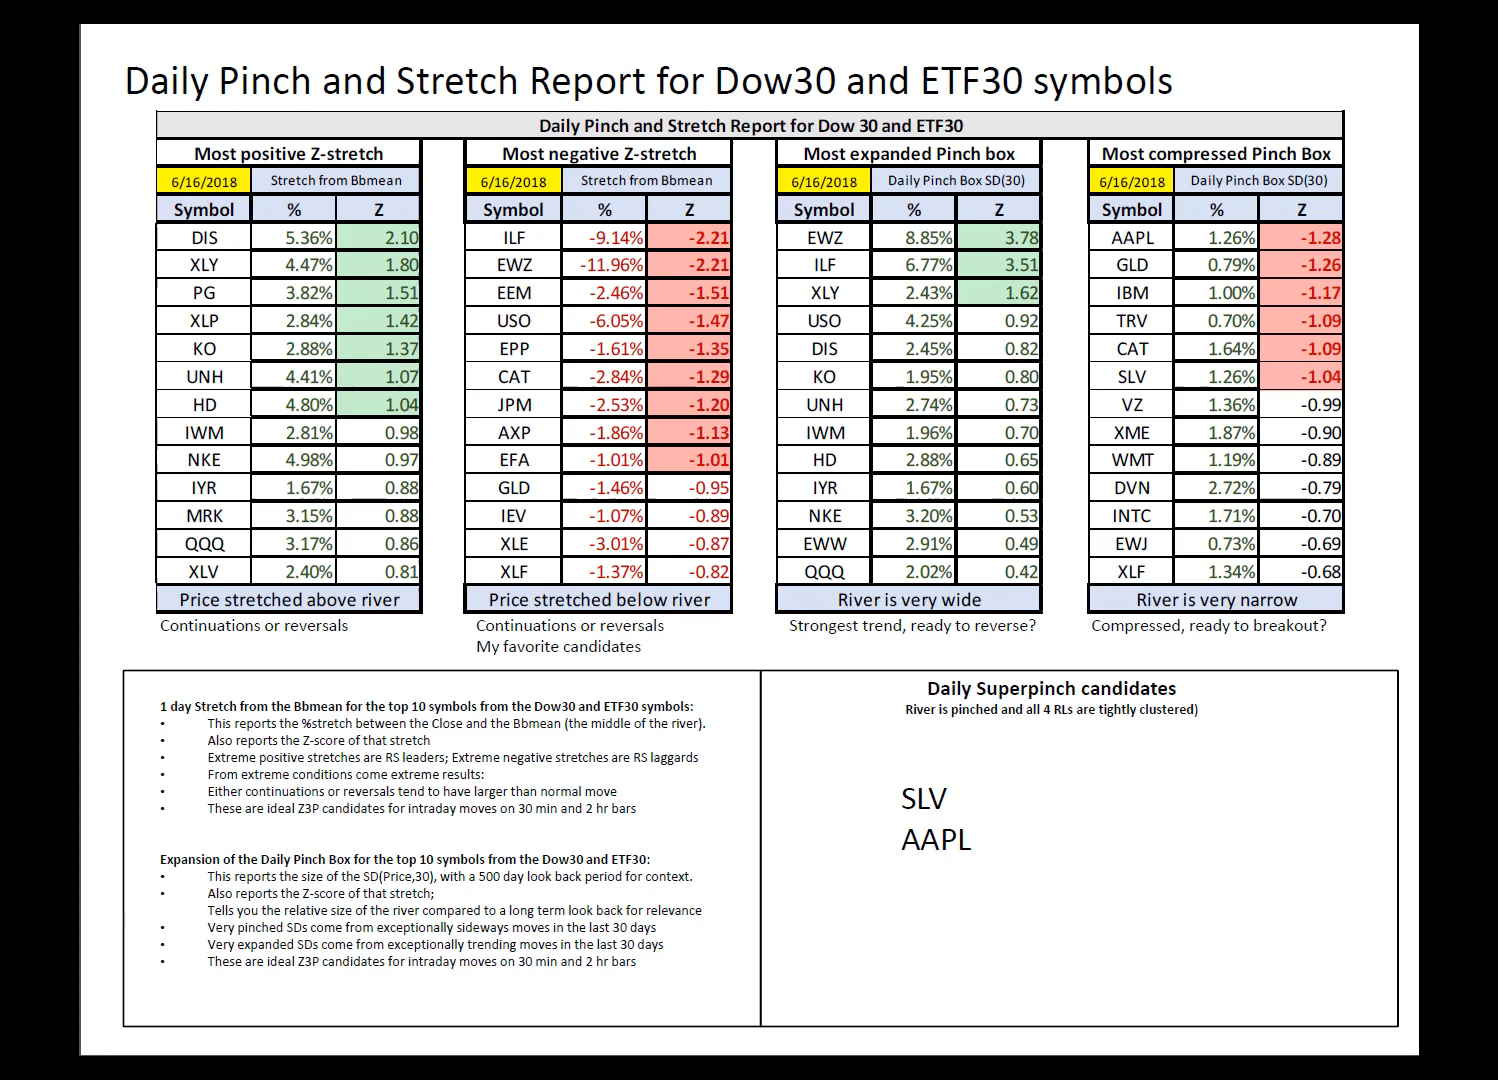 Daily Pinch and Stretch Report for Dow30 and ETF30 symbols
Daily Pinch and Stretch Report for Dow 30 and ETF30
Most positive Z-stretch
6/16/2018 Stretch from Bbmean
Symbol % Z
DIS 5.36% 2.10
XLY 4.47% 1.80
PG 3.82% 1.51
XLP 2.84% 1.42
KO 2.88% 1.37
UNH 4.41% 1.07
HD 4.80% 1.04
IWM 2.81% 0.98
NKE 4.98% 0.97
IYR 1.67% 0.88
MRK 3.15% 0.88
QQQ 3.17% 0.86
XLV 2.40% 0.81
Price stretched above river
Continuations or reversals
Most negative Z-stretch
6/16/2018 Stretch from Bbmean
Symbol % Z
ILF -9.14% -2.21
EWZ -11.96% -2.21
EEM -2.46% -1.51
USO -6.05% -1.47
EPP -1.61% -1.35
CAT -2.84% -1.29
JPM -2.53% -1.20
AXP -1.86% -1.13
EFA -1.01% -1.01
GLD -1.46% -0.95
IEV -1.07% -0.89
XLE -3.01% -0.87
XLF -1.37% -0.82
Price stretched below river
Continuations or reversals
My favorite candidates
Most expanded Pinch box
6/16/2018 Daily Pinch Box SD(30)
Symbol % Z
EWZ 8.85% 3.78
ILF 6.77% 3.51
XLY 2.43% 1.62
USO 4.25% 0.92
DIS 2.45% 0.82
KO 1.95% 0.80
UNH 2.74% 0.73
IWM 1.96% 0.70
HD 2.88% 0.65
IYR 1.67% 0.60
NKE 3.20% 0.53
EWW 2.91% 0.49
QQQ 2.02% 0.42
River is very wide
Strongest trend, ready to reverse?
Most compressed Pinch Box
6/16/2018 Daily Pinch Box SD(30)
Symbol % Z
AAPL 1.26% -1.28
GLD 0.79% -1.26
IBM 1.00% -1.17
TRV 0.70% -1.09
CAT 1.64% -1.09
SLV 1.26% -1.04
VZ 1.36% -0.99
XME 1.87% -0.90
WMT 1.19% -0.89
DVN 2.72% -0.79
INTC 1.71% -0.70
EWJ 0.73% -0.69
XLF 1.34% -0.68
River is very narrow
Compressed, ready to breakout?
1 day Stretch from the Bbmean for the top 10 symbols from the Dow30 and ETF30 symbols:
• This reports the %stretch between the Close and the Bbmean (the middle of the river).
• Also reports the Z-score of that stretch
• Extreme positive stretches are RS leaders; Extreme negative stretches are RS laggards
• From extreme conditions come extreme results:
• Either continuations or reversals tend to have larger than normal move
• These are ideal Z3P candidates for intraday moves on 30 min and 2 hr bars
Expansion of the Daily Pinch Box for the top 10 symbols from the Dow30 and ETF30:
• This reports the size of the SD(Price,30), with a 500 day look back period for context.
• Also reports the Z-score of that stretch;
Tells you the relative size of the river compared to a long term look back for relevance
• Very pinched SDs come from exceptionally sideways moves in the last 30 days
• Very expanded SDs come from exceptionally trending moves in the last 30 days
• These are ideal Z3P candidates for intraday moves on 30 min and 2 hr bars
Daily Superpinch candidates
River is pinched and all 4 RLs are tightly clustered)
SLV
AAPL